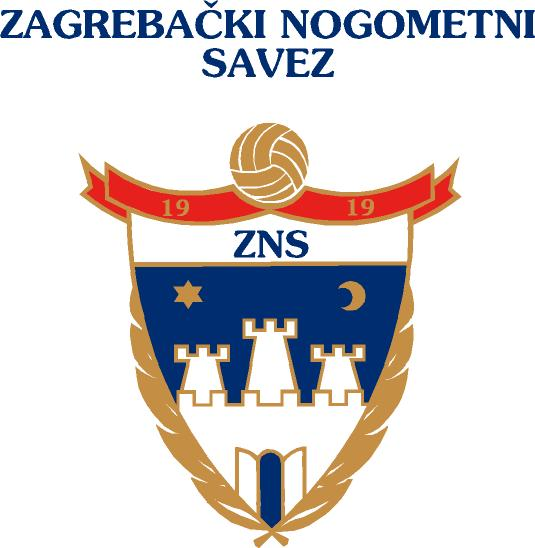 ZAGREBAČKI NOGOMETNI
SAVEZ
19 19
ZNS